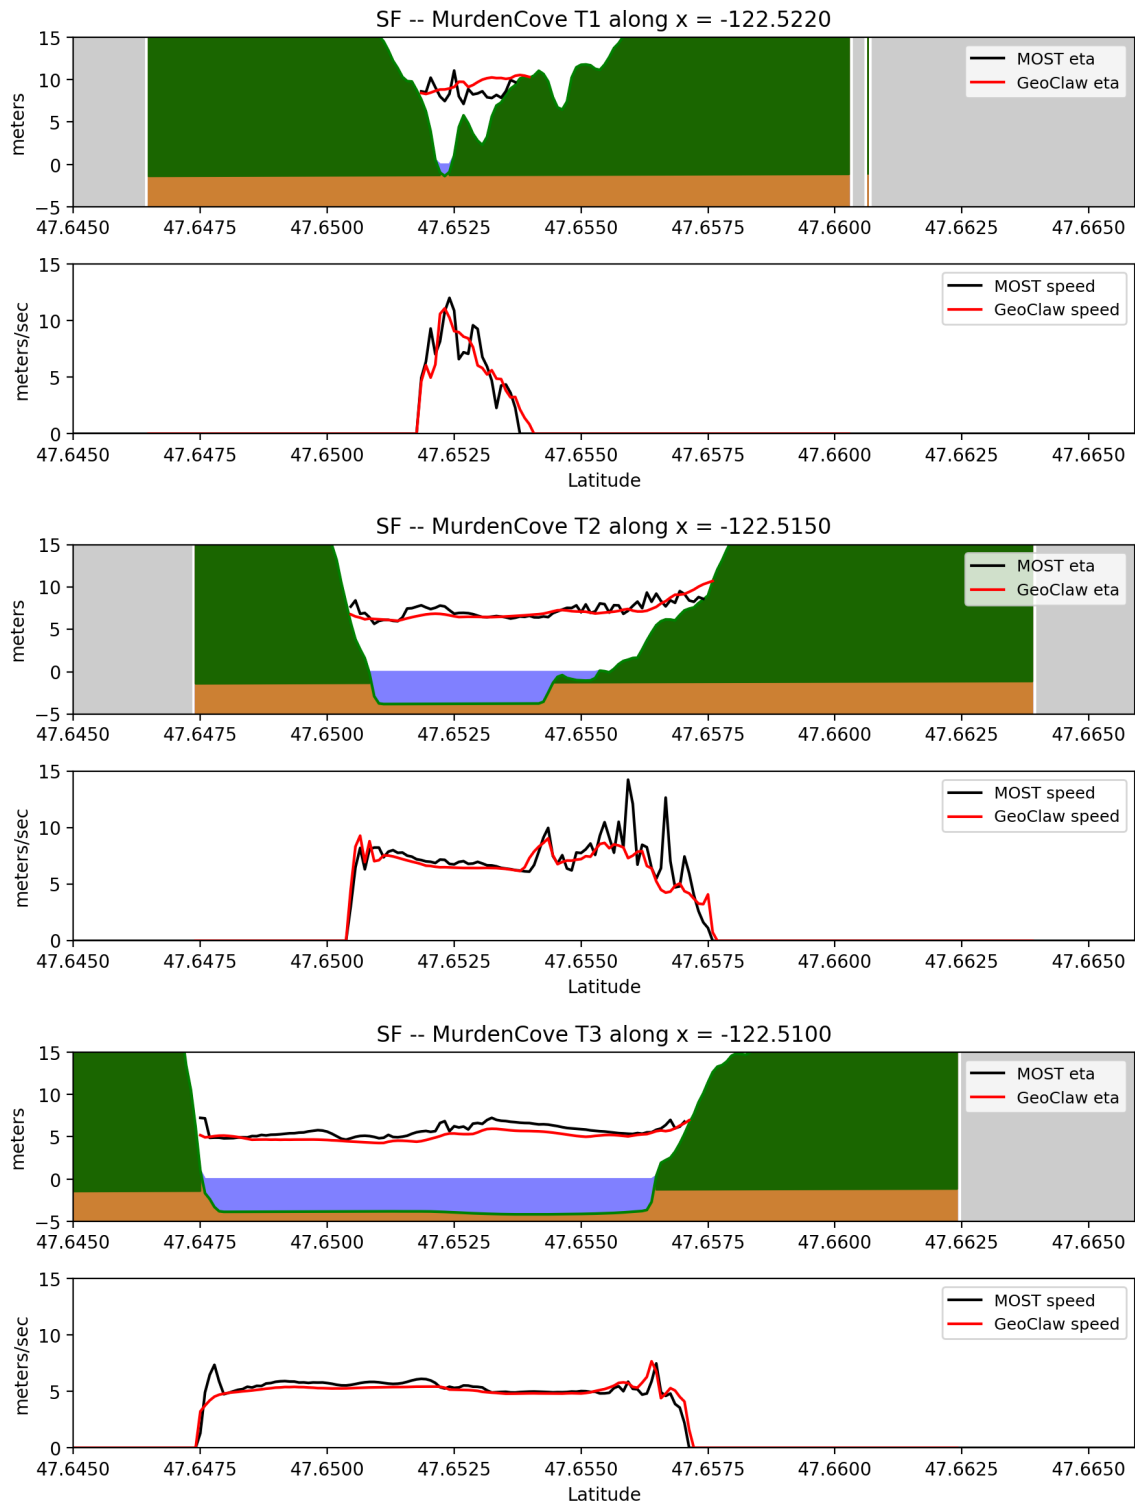 SF -- MurdenCove T1 along x = -122.5220
15
10
5
0
−5
meters
MOST eta
GeoClaw eta
47.6450 47.6475 47.6500 47.6525 47.6550 47.6575 47.6600 47.6625 47.6650
15
10
5
0
meters/sec
MOST speed
GeoClaw speed
47.6450 47.6475 47.6500 47.6525 47.6550 47.6575 47.6600 47.6625 47.6650
Latitude
SF -- MurdenCove T2 along x = -122.5150
15
10
5
0
−5
meters
MOST eta
GeoClaw eta
47.6450 47.6475 47.6500 47.6525 47.6550 47.6575 47.6600 47.6625 47.6650
15
10
5
0
meters/sec
MOST speed
GeoClaw speed
47.6450 47.6475 47.6500 47.6525 47.6550 47.6575 47.6600 47.6625 47.6650
Latitude
SF -- MurdenCove T3 along x = -122.5100
15
10
5
0
−5
meters
MOST eta
GeoClaw eta
47.6450 47.6475 47.6500 47.6525 47.6550 47.6575 47.6600 47.6625 47.6650
15
10
5
0
meters/sec
MOST speed
GeoClaw speed
47.6450 47.6475 47.6500 47.6525 47.6550 47.6575 47.6600 47.6625 47.6650
Latitude